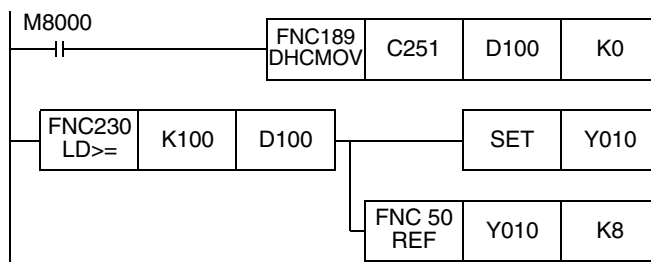 M8000
FNC189
DHCMOV C251 D100 K0
FNC230
LD>= K100 D100 SET Y010
FNC 50
REF Y010 K8